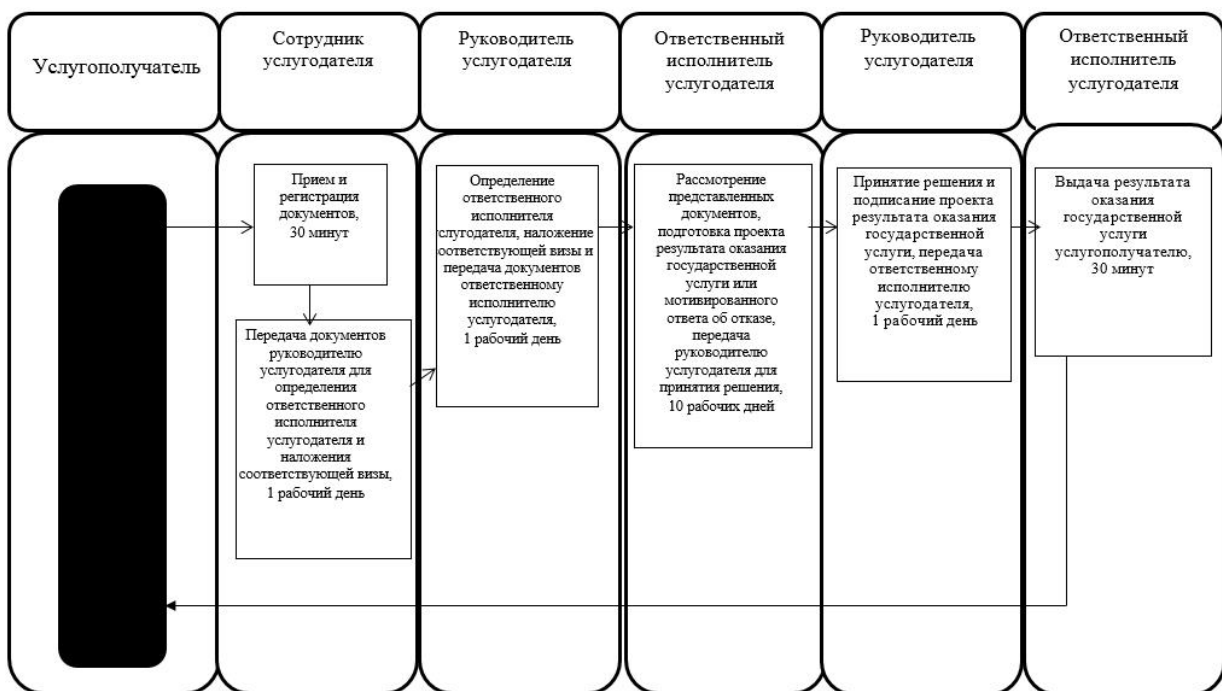 Услугополучатель
Сотрудник
услугодателя
Руководитель
услугодателя
Ответственный
исполнитель
услугодателя
Руководитель
услугодателя
Ответственный
исполнитель
услугодателя
Прием и
регистрация
документов,
30 минут
Передача документов
руководителю
услугодателя для
определения
ответственного
исполнителя
услугодателя и
наложения
соответствующей визы,
1 рабочий день
Определение
ответственного
исполнителя
услугодателя, наложение
соответствующей визы и
передача документов
ответственному
исполнителю
услугодателя,
1 рабочий день
Рассмотрение
представленных
документов,
подготовка проекта
результата оказания
государственной
услуги или
мотивированного
ответа об отказе,
передача
руководителю
услугодателя для
принятия решения,
10 рабочих дней
Принятие решения и
подписание проекта
результата оказания
государственной
услуги, передача
ответственному
исполнителю
услугодателя,
1 рабочий день
Выдача результата
оказания
государственной
услуги
услугополучателю,
30 минут